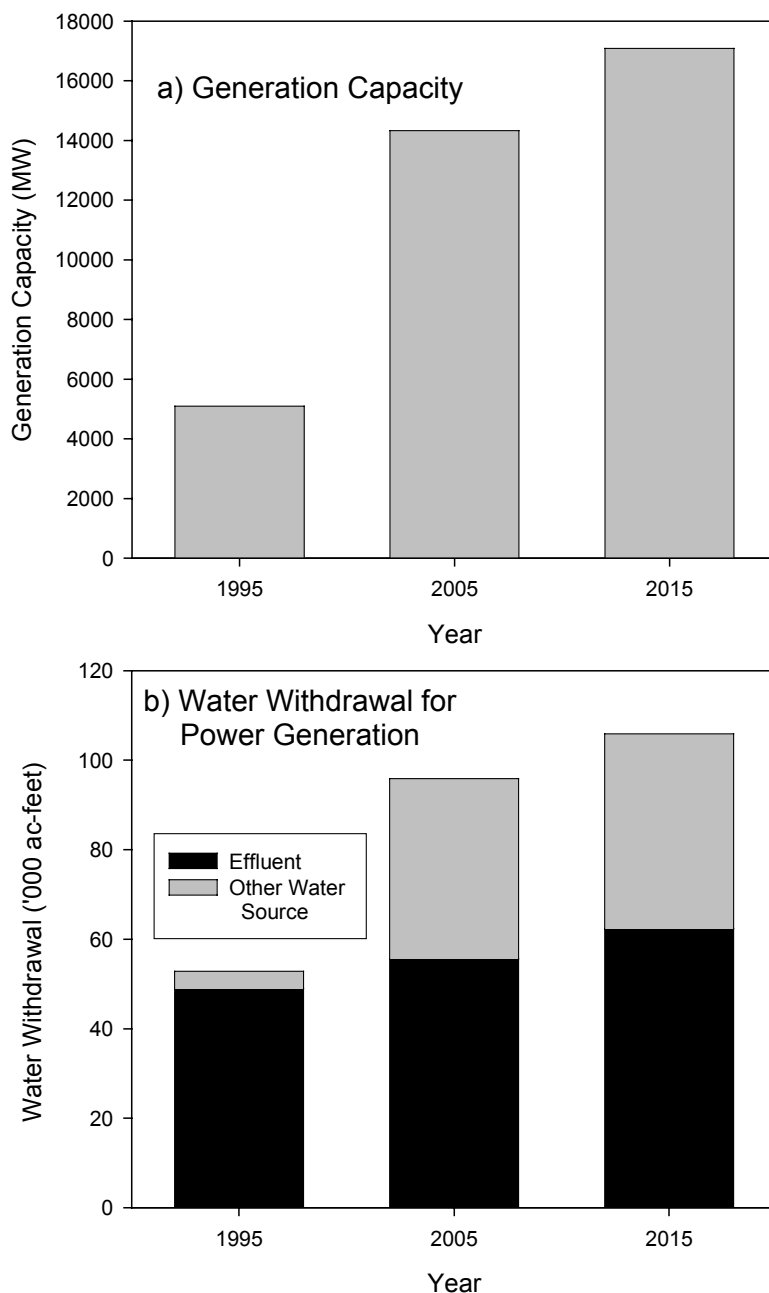 18000
16000
14000
12000
10000
8000
6000
4000
2000
0
Generation Capacity (MW)
a) Generation Capacity
1995
2005
2015
Year
120
100
80
60
40
20
0
Water Withdrawal ('000 ac-feet)
b) Water Withdrawal for
Power Generation
Effluent
Other Water
Source
1995
2005
2015
Year